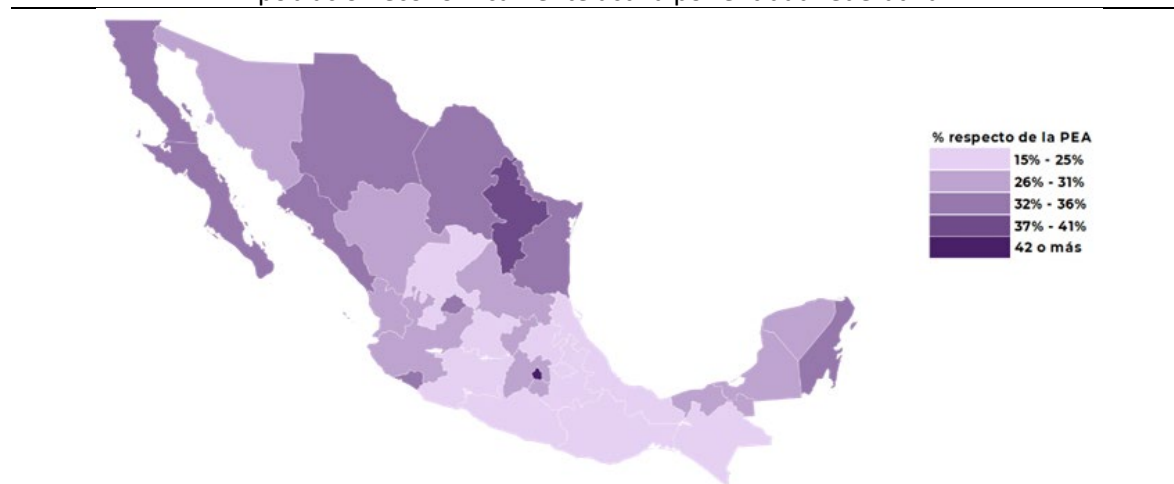 % respecto de la PEA
15% - 25%
26% - 31%
32% - 36%
37% - 41%
42 o más